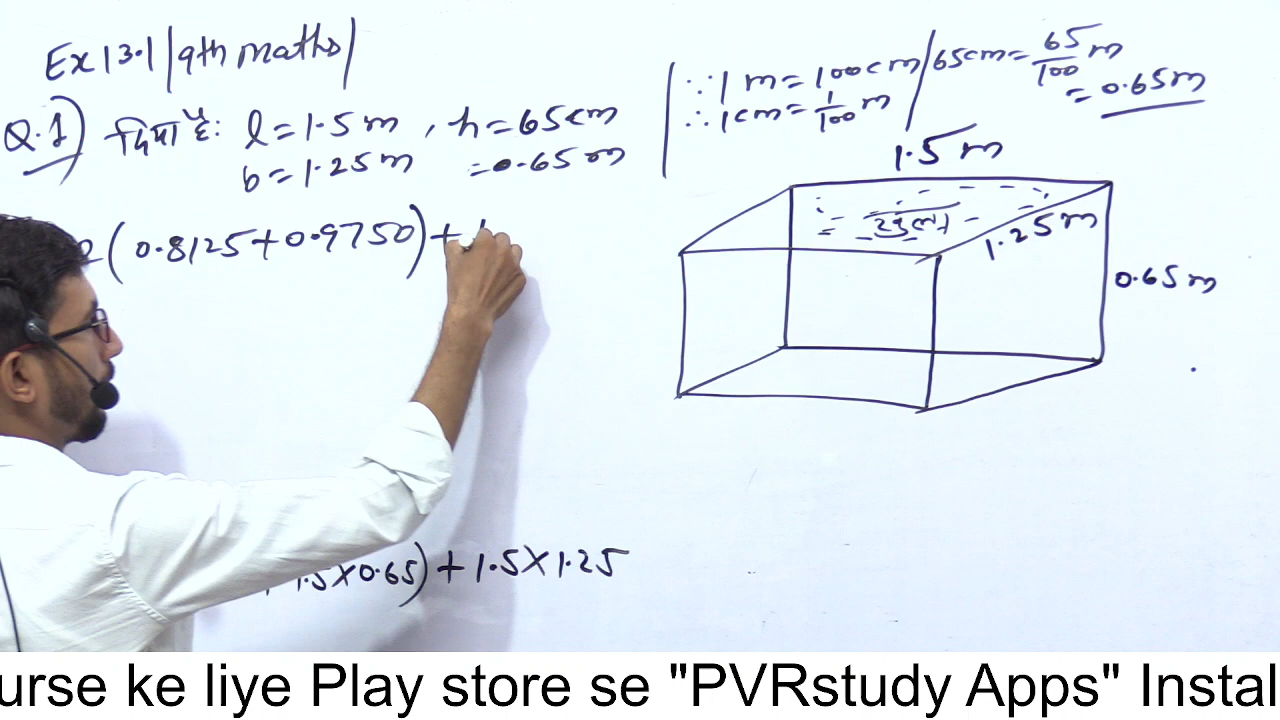 Ex 13.1 | 9th maths |
Q.1) दिया है: l = 1.5 m , h = 65 cm
b = 1.25 m = 0.65 m
2 ( 0.8125 + 0.9750 ) +
1.5 X 0.65 ) + 1.5 X 1.25
∵ 1 m = 100 cm / 65 cm = 65/100 m
∴ 1 cm = 1/100 m = 0.65 m
1.5 m
1.25 m
0.65 m
urse ke liye Play store se "PVRstudy Apps" Instal